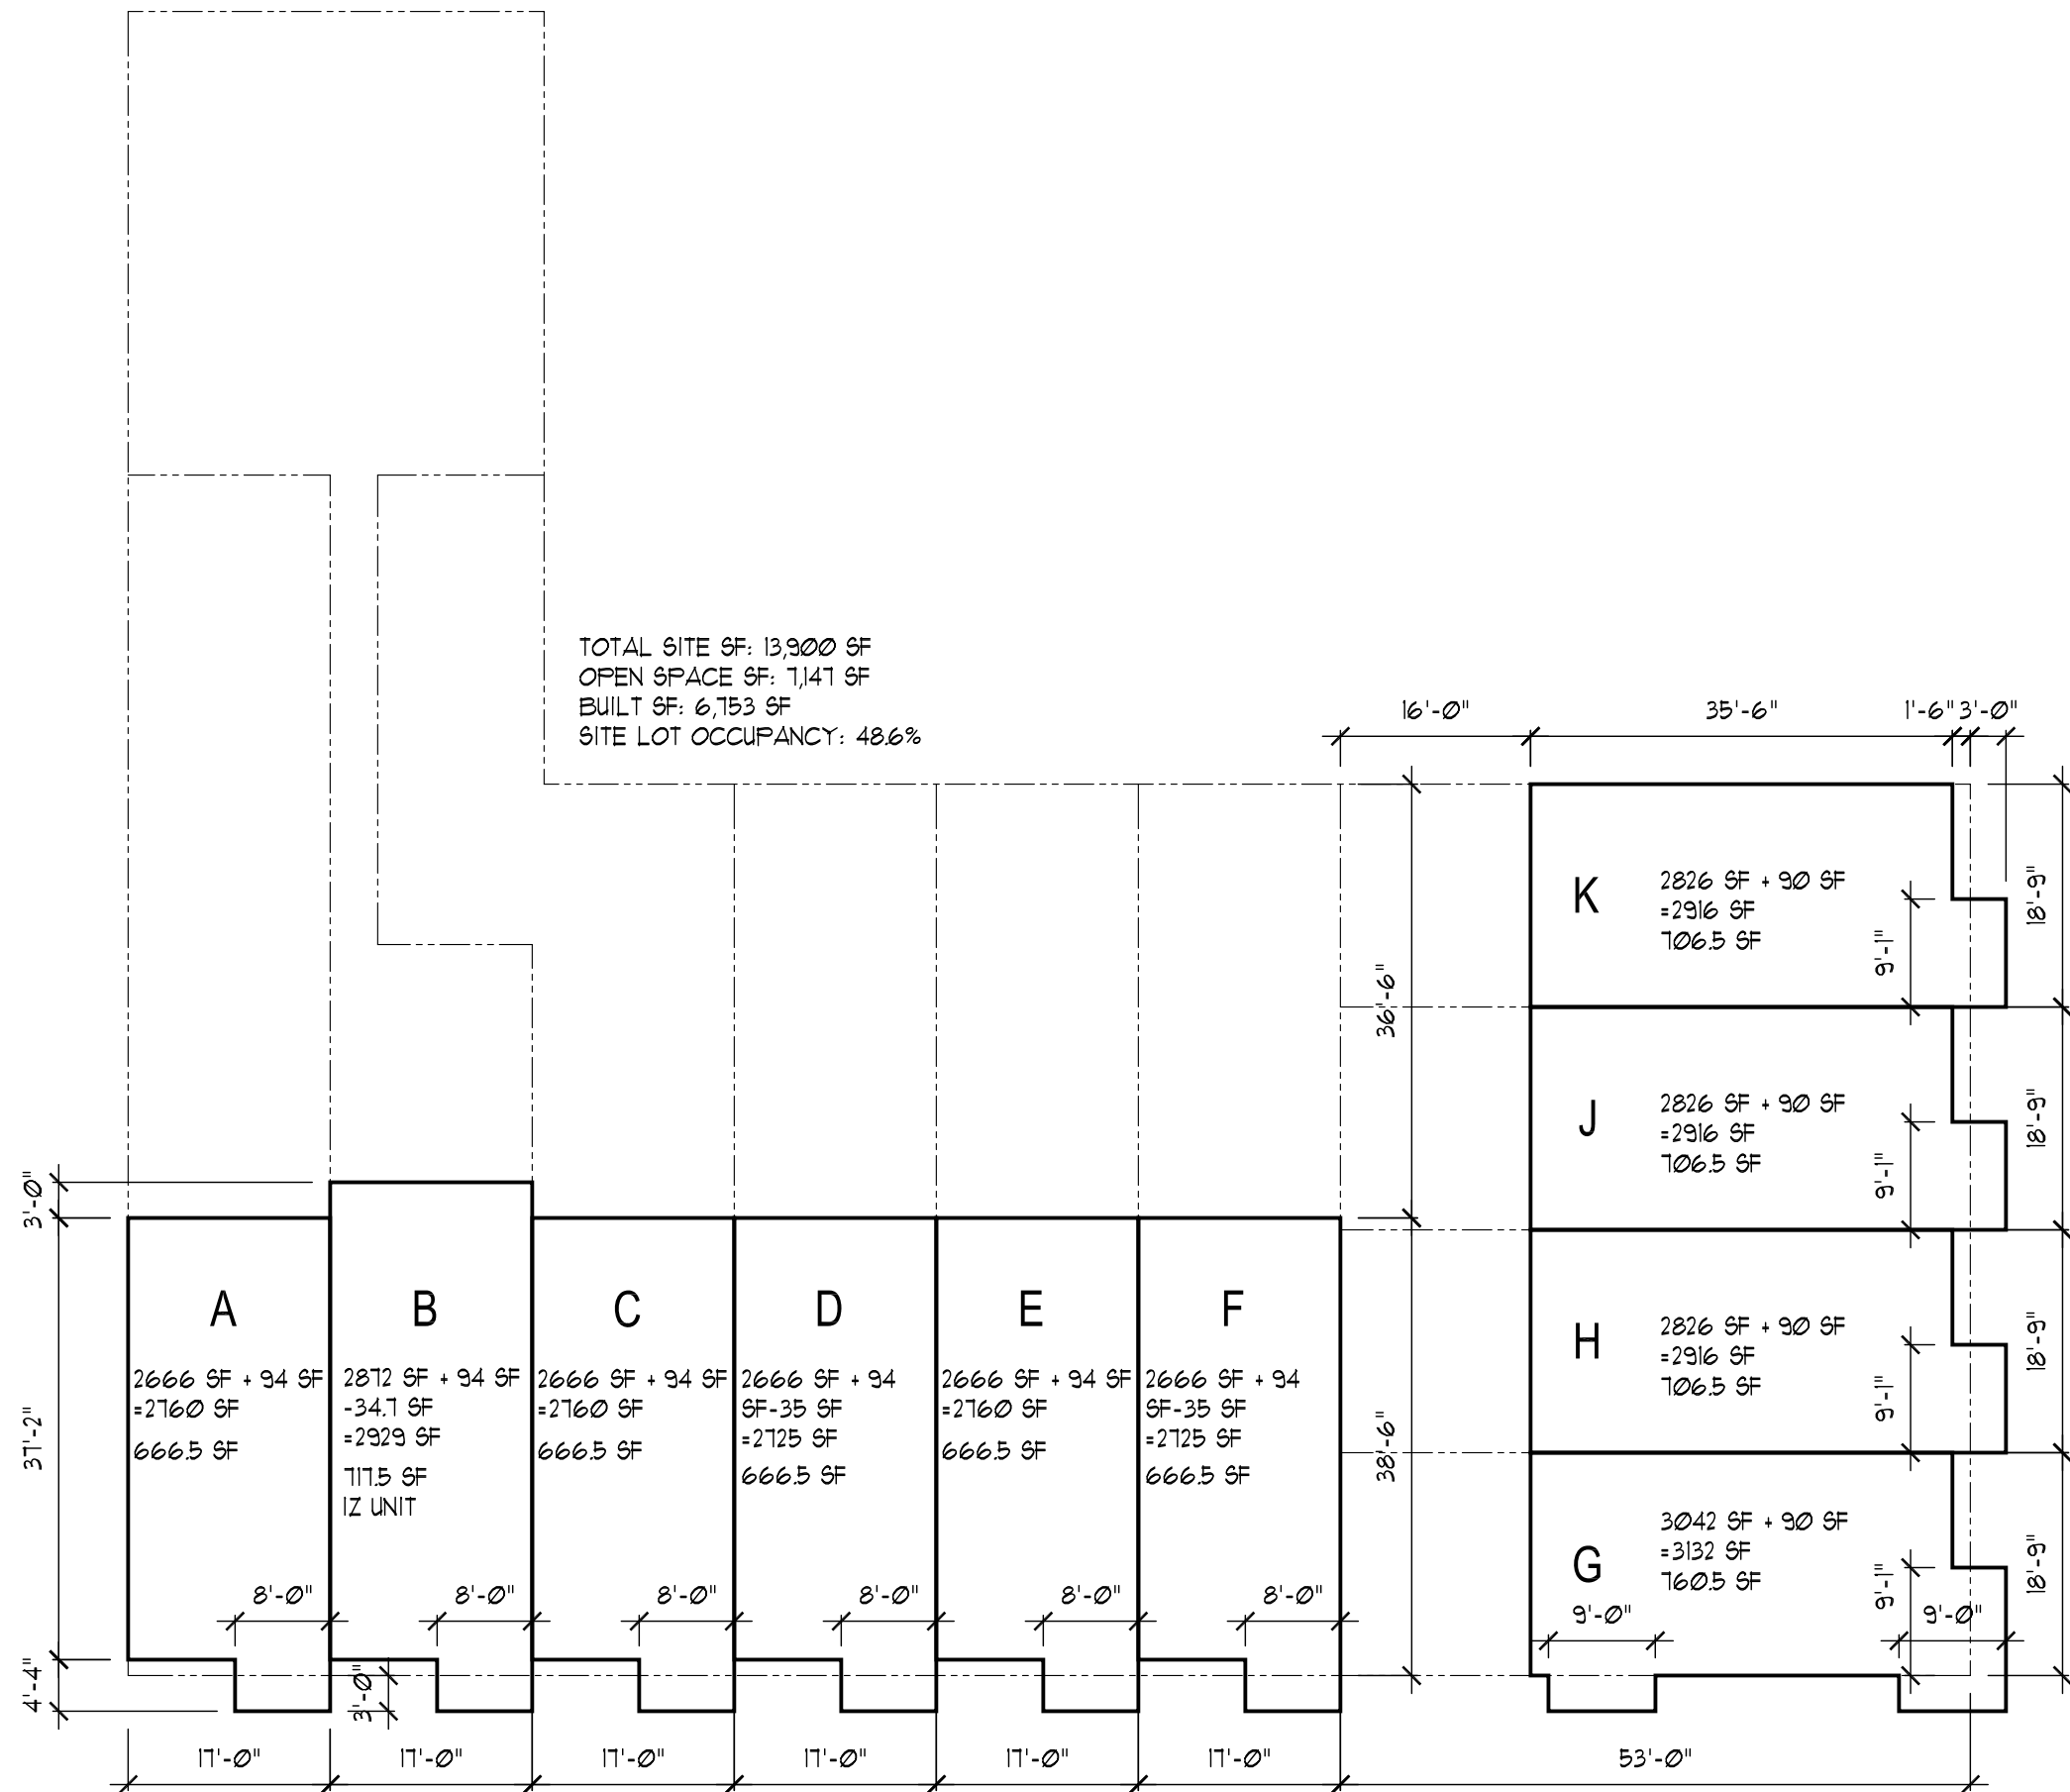 TOTAL SITE SF: 13,900 SF
OPEN SPACE SF: 7,147 SF
BUILT SF: 6,753 SF
SITE LOT OCCUPANCY: 48.6%
16'-0"
35'-6"
1'-6"
3'-0"
K
2826 SF + 90 SF
=2916 SF
706.5 SF
9'-1"
18'-9"
36'-6"
J
2826 SF + 90 SF
=2916 SF
706.5 SF
9'-1"
18'-9"
H
2826 SF + 90 SF
=2916 SF
706.5 SF
9'-1"
18'-9"
38'-6"
G
3042 SF + 90 SF
=3132 SF
760.5 SF
9'-1"
18'-9"
9'-0"
9'-0"
3'-0"
37'-2"
4'-4"
A
2666 SF + 94 SF
=2760 SF
666.5 SF
8'-0"
B
2872 SF + 94 SF
-34.7 SF
=2929 SF
717.5 SF
IZ UNIT
8'-0"
3'-0"
C
2666 SF + 94 SF
=2760 SF
666.5 SF
8'-0"
D
2666 SF + 94
SF-35 SF
=2725 SF
666.5 SF
8'-0"
E
2666 SF + 94 SF
=2760 SF
666.5 SF
8'-0"
F
2666 SF + 94
SF-35 SF
=2725 SF
666.5 SF
8'-0"
17'-0"
17'-0"
17'-0"
17'-0"
17'-0"
17'-0"
53'-0"